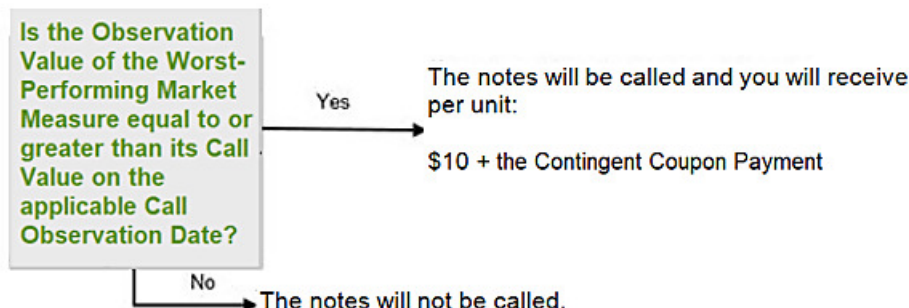 Is the Observation
Value of the Worst-
Performing Market
Measure equal to or
greater than its Call
Value on the
applicable Call
Observation Date?
Yes
The notes will be called and you will receive
per unit:
$10 + the Contingent Coupon Payment
No
The notes will not be called.